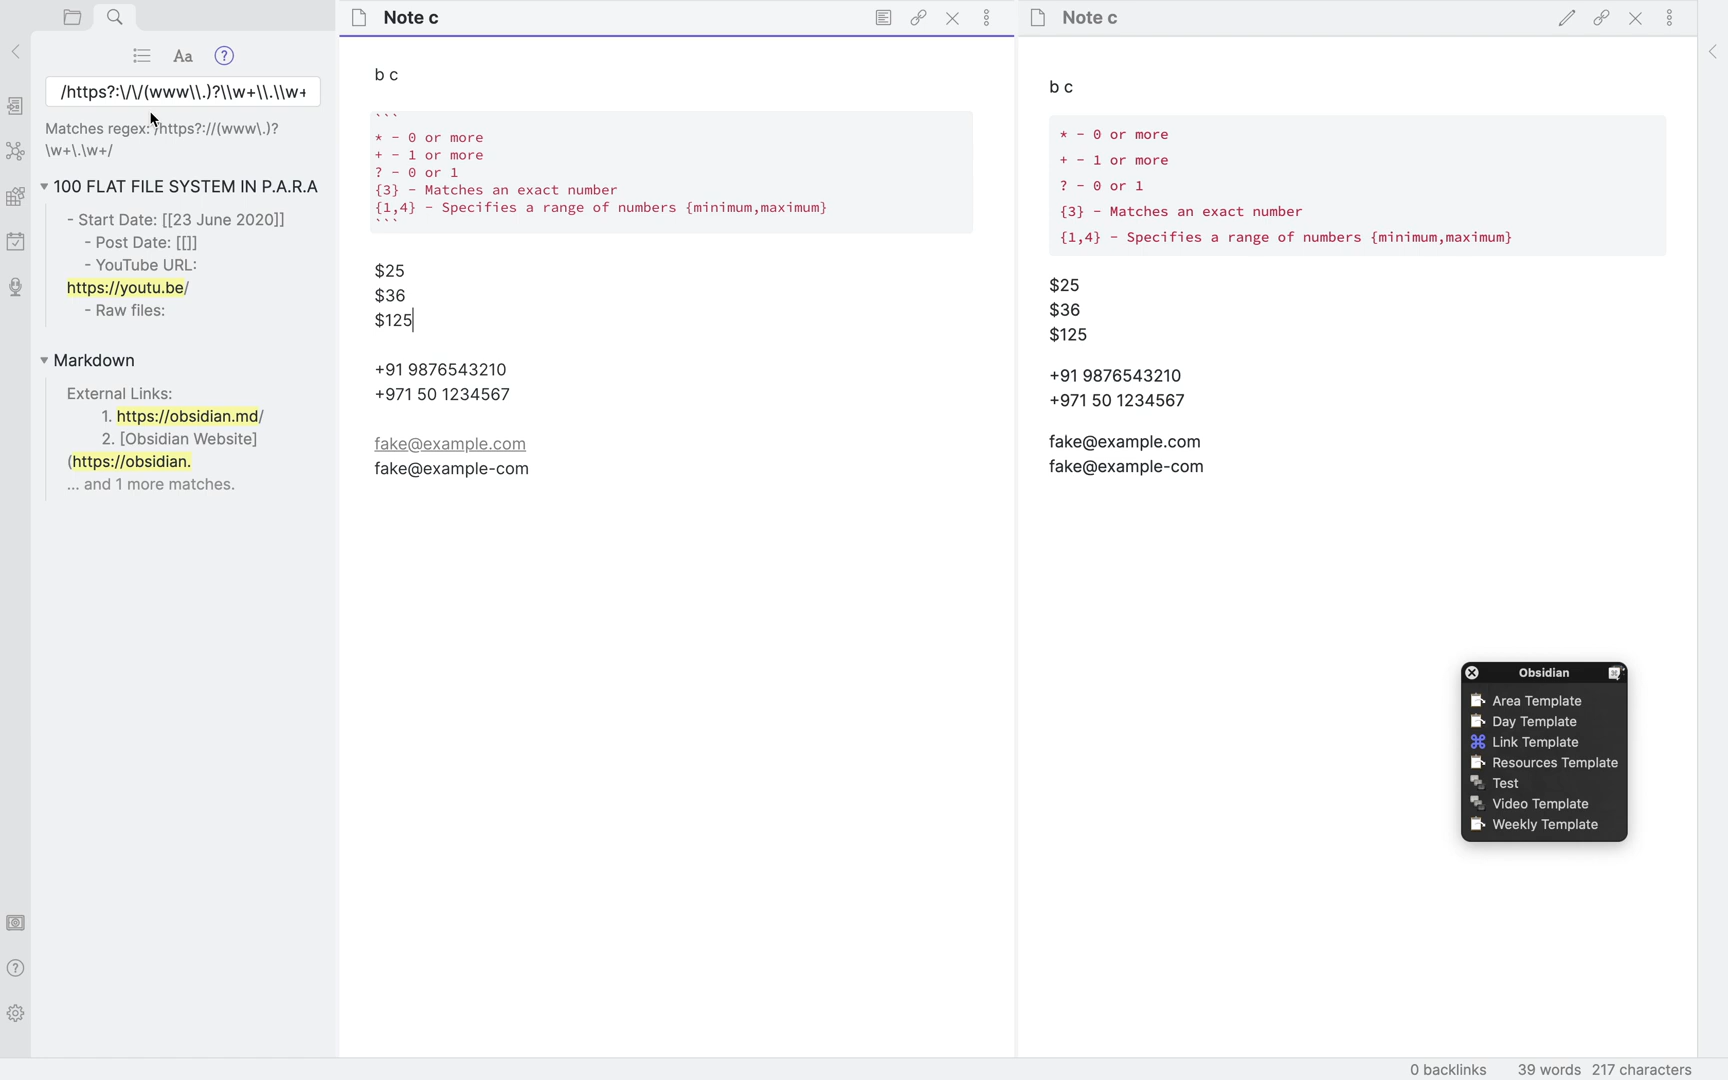 Note c
Note c
Aa
/https?:\/\/(www\\.)?\\w+\\.\\w+
Matches regex: /https?://(www\.)?
\w+\.\w+/
100 FLAT FILE SYSTEM IN P.A.R.A
- Start Date: [[23 June 2020]]
- Post Date: [[]]
- YouTube URL:
https://youtu.be/
- Raw files:
Markdown
External Links:
1. https://obsidian.md/
2. [Obsidian Website]
(https://obsidian.
... and 1 more matches.
b c
```
* - 0 or more
+ - 1 or more
? - 0 or 1
{3} - Matches an exact number
{1,4} - Specifies a range of numbers {minimum,maximum}
```
$25
$36
$125
+91 9876543210
+971 50 1234567
fake@example.com
fake@example-com
b c
* - 0 or more
+ - 1 or more
? - 0 or 1
{3} - Matches an exact number
{1,4} - Specifies a range of numbers {minimum,maximum}
$25
$36
$125
+91 9876543210
+971 50 1234567
fake@example.com
fake@example-com
Obsidian
Area Template
Day Template
Link Template
Resources Template
Test
Video Template
Weekly Template
0 backlinks
39 words 217 characters